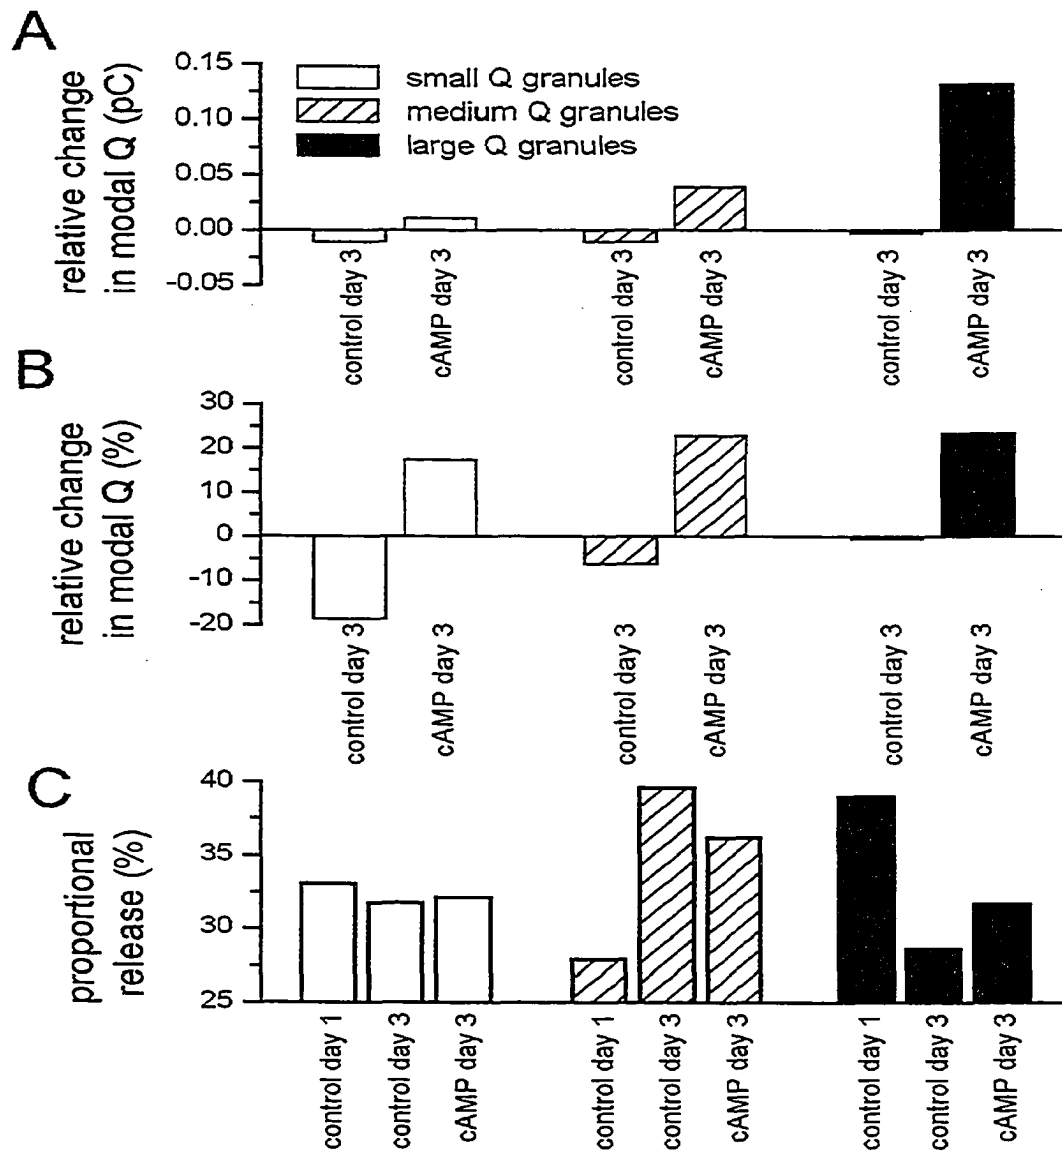 A
relative change
in modal Q (pC)
0.15
0.10
0.05
0.00
-0.05
small Q granules
medium Q granules
large Q granules
control day 3
cAMP day 3
control day 3
cAMP day 3
control day 3
cAMP day 3
B
relative change
in modal Q (%)
30
20
10
0
-10
-20
control day 3
cAMP day 3
control day 3
cAMP day 3
control day 3
cAMP day 3
C
proportional
release (%)
40
35
30
25
control day 1
control day 3
cAMP day 3
control day 1
control day 3
cAMP day 3
control day 1
control day 3
cAMP day 3